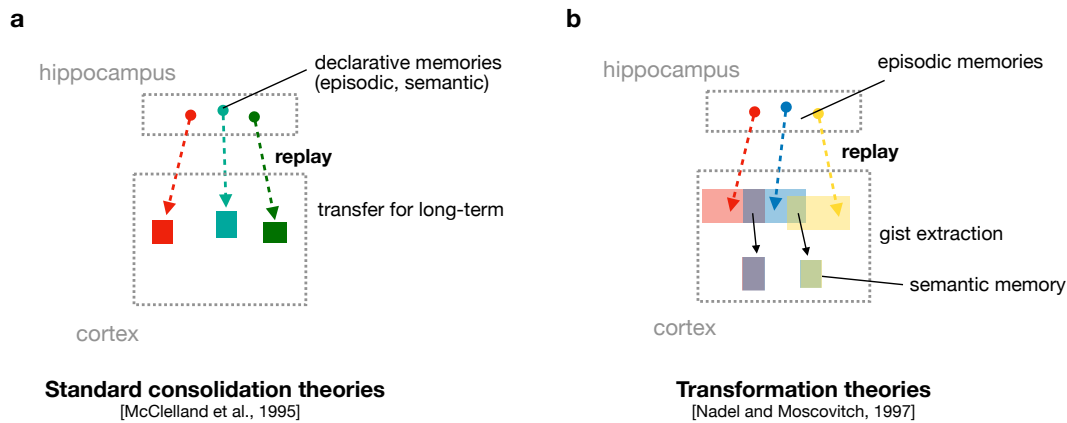 a
hippocampus
declarative memories
(episodic, semantic)
replay
transfer for long-term
cortex
Standard consolidation theories
[McClelland et al., 1995]
b
hippocampus
episodic memories
replay
gist extraction
semantic memory
cortex
Transformation theories
[Nadel and Moscovitch, 1997]